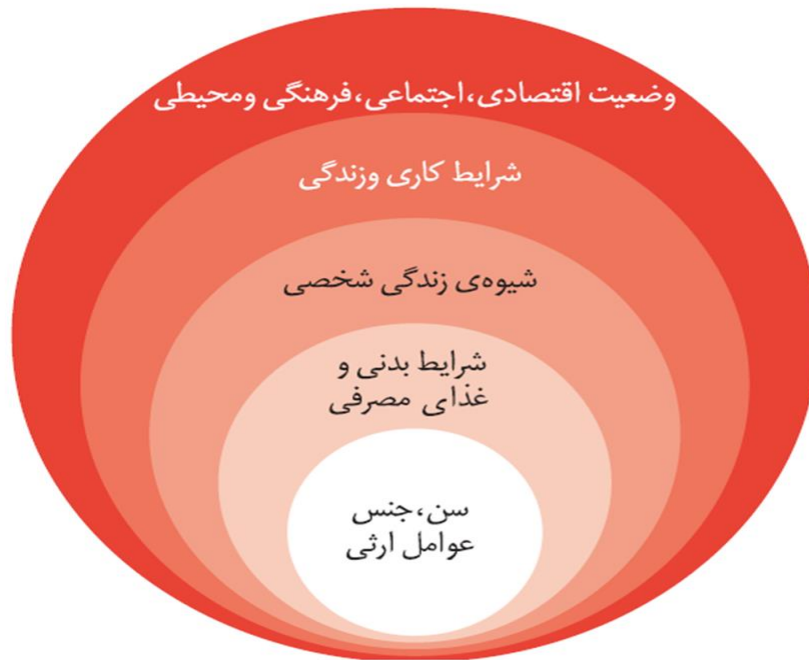 وضعیت اقتصادی،اجتماعی،فرهنگی ومحیطی
شرایط کاری وزندگی
شیوه‌ی زندگی شخصی
شرایط بدنی و
غذای مصرفی
سن،جنس
عوامل ارثی